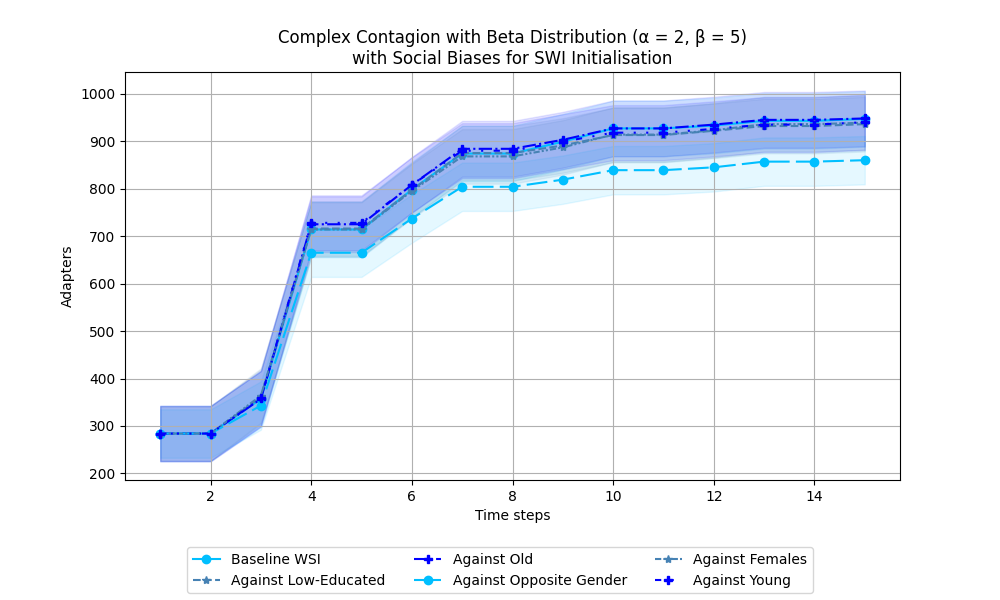 Complex Contagion with Beta Distribution (α = 2, β = 5)
with Social Biases for SWI Initialisation
1000
900
800
700
600
500
400
300
200
Adapters
2 4 6 8 10 12 14
Time steps
Baseline WSI Against Old Against Females
Against Low-Educated Against Opposite Gender Against Young